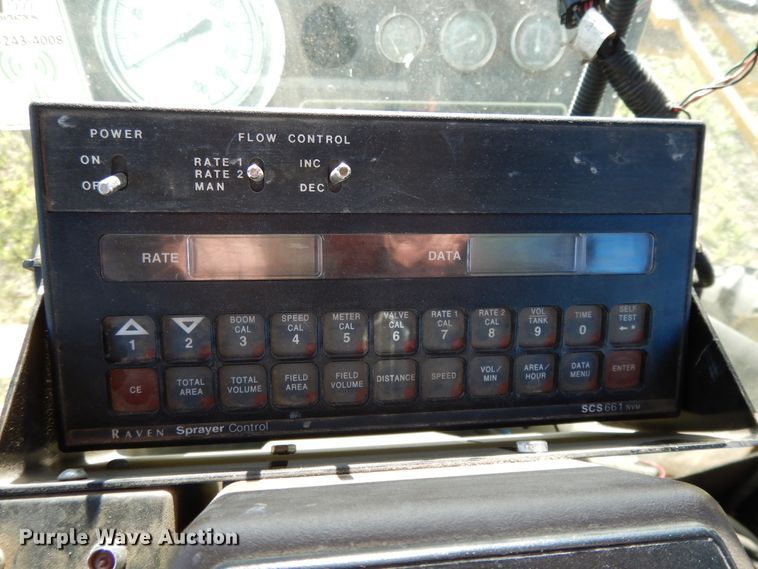 243-4008
POWER
FLOW CONTROL
ON
RATE 1
INC
RATE 2
OFF
MAN
DEC
RATE
DATA
1
2
BOOM CAL 3
SPEED CAL 4
METER CAL 5
VALVE CAL 6
RATE 1 CAL 7
RATE 2 CAL 8
VOL TANK 9
TIME 0
SELF TEST ← *
CE
TOTAL AREA
TOTAL VOLUME
FIELD AREA
FIELD VOLUME
DISTANCE
SPEED
VOL/ MIN
AREA/ HOUR
DATA MENU
ENTER
RAVEN Sprayer Control
SCS661 NVM
Purple Wave Auction